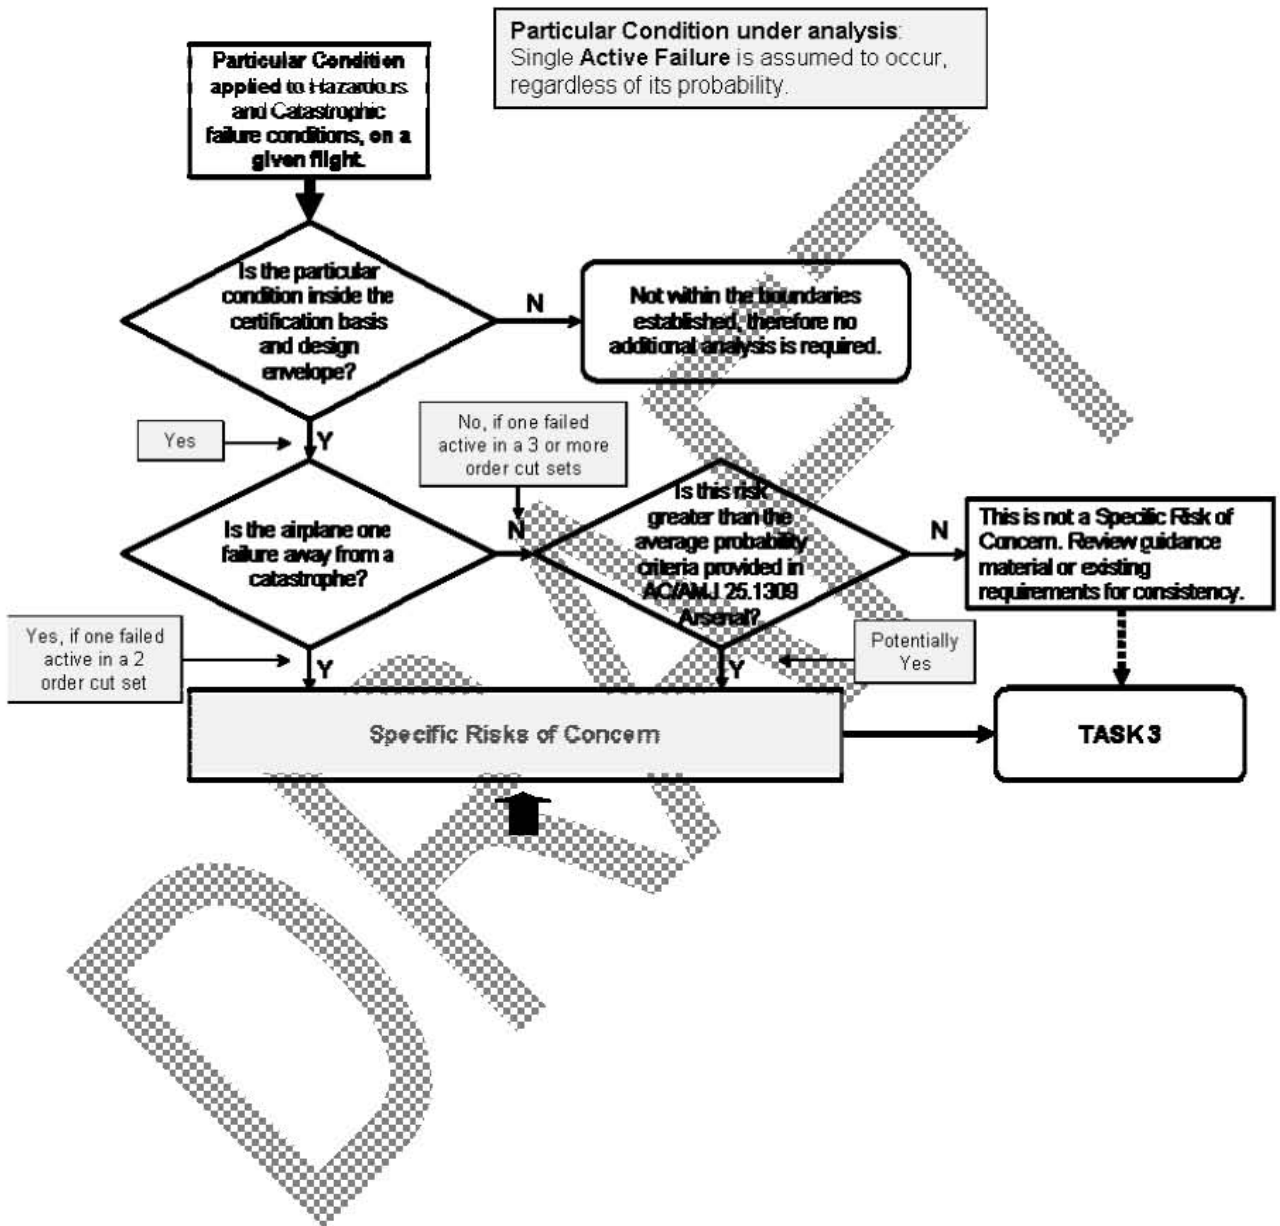 Particular Condition under analysis:
Single Active Failure is assumed to occur,
regardless of its probability.
Particular Condition
applied to Hazardous
and Catastrophic
failure conditions, on a
given flight.
Is the particular
condition inside the
certification basis
and design
envelope?
N
Not within the boundaries
established, therefore no
additional analysis is required.
Yes
Y
No, if one failed
active in a 3 or more
order cut sets
Is the airplane one
failure away from a
catastrophe?
N
Is this risk
greater than the
average probability
criteria provided in
AC/AMJ 25.1309
Arsenal?
N
This is not a Specific Risk of
Concern. Review guidance
material or existing
requirements for consistency.
Yes, if one failed
active in a 2
order cut set
Y
Y
Potentially
Yes
Specific Risks of Concern
TASK 3
DRAFT